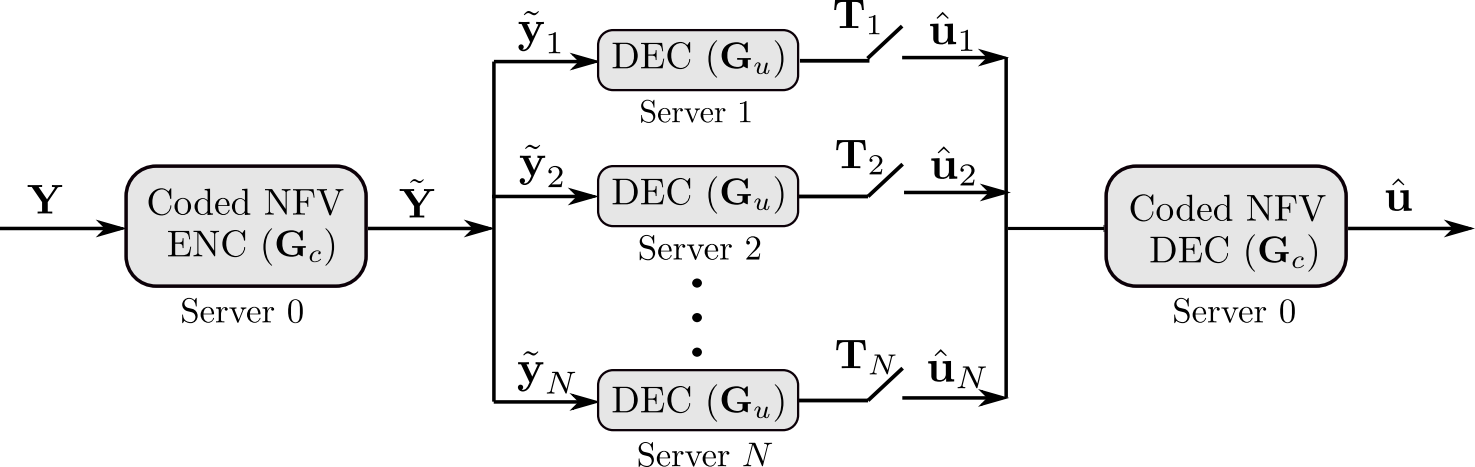 Y
Coded NFV
ENC (G_c)
Server 0
Ỹ
ỹ_1
DEC (G_u)
Server 1
T_1
û_1
ỹ_2
DEC (G_u)
Server 2
T_2
û_2
ỹ_N
DEC (G_u)
Server N
T_N
û_N
Coded NFV
DEC (G_c)
Server 0
û